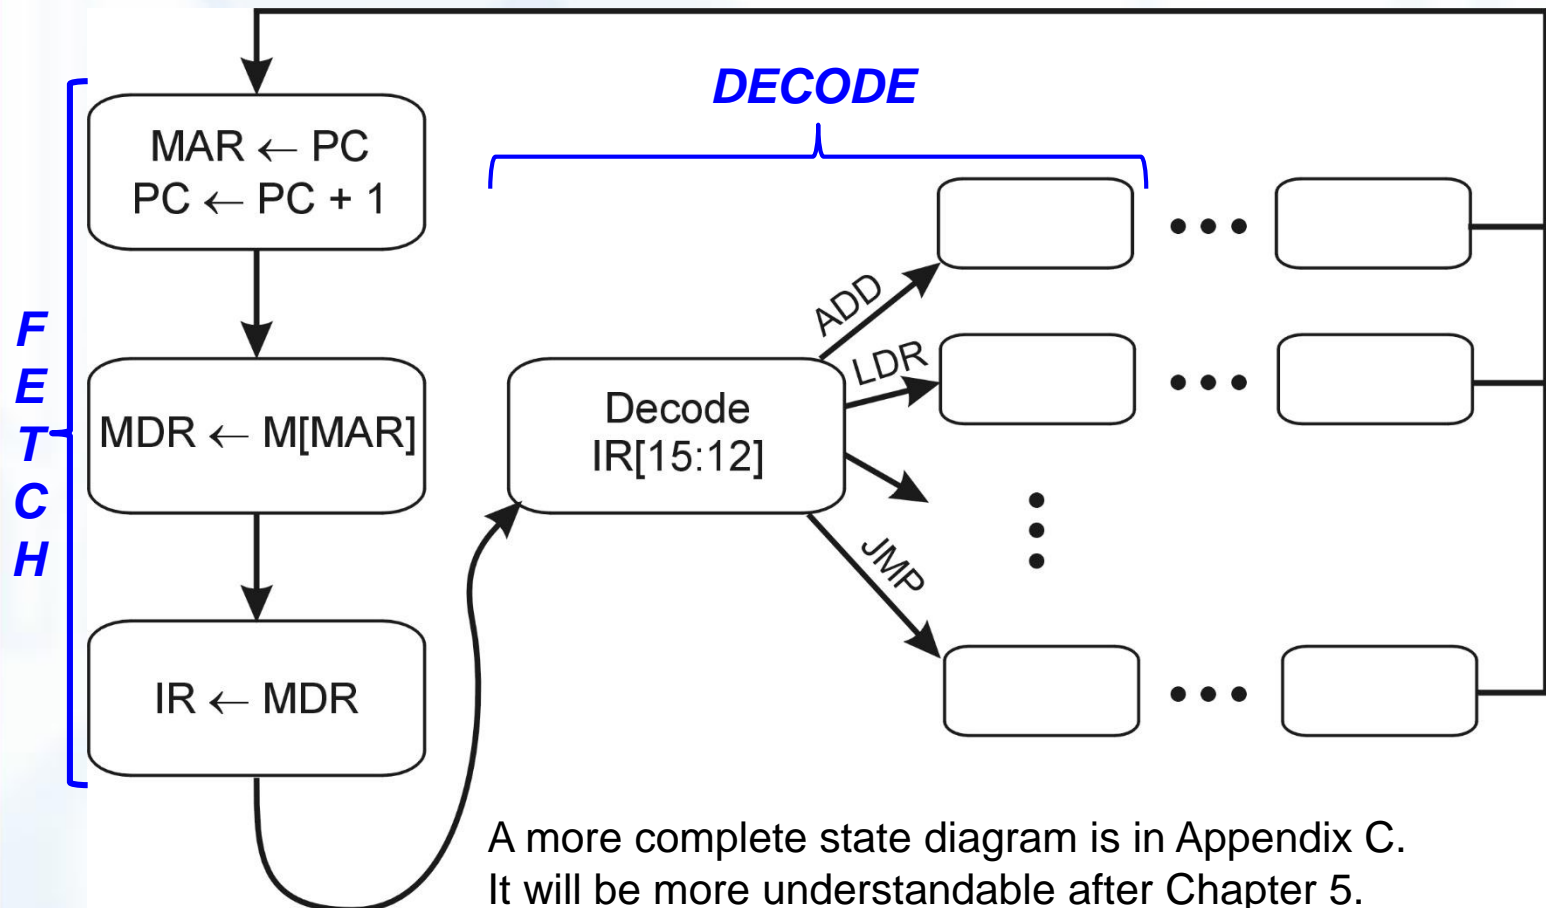 DECODE
MAR ← PC
PC ← PC + 1
F
E
T
C
H
MDR ← M[MAR]
IR ← MDR
Decode
IR[15:12]
ADD
LDR
JMP
A more complete state diagram is in Appendix C.
It will be more understandable after Chapter 5.